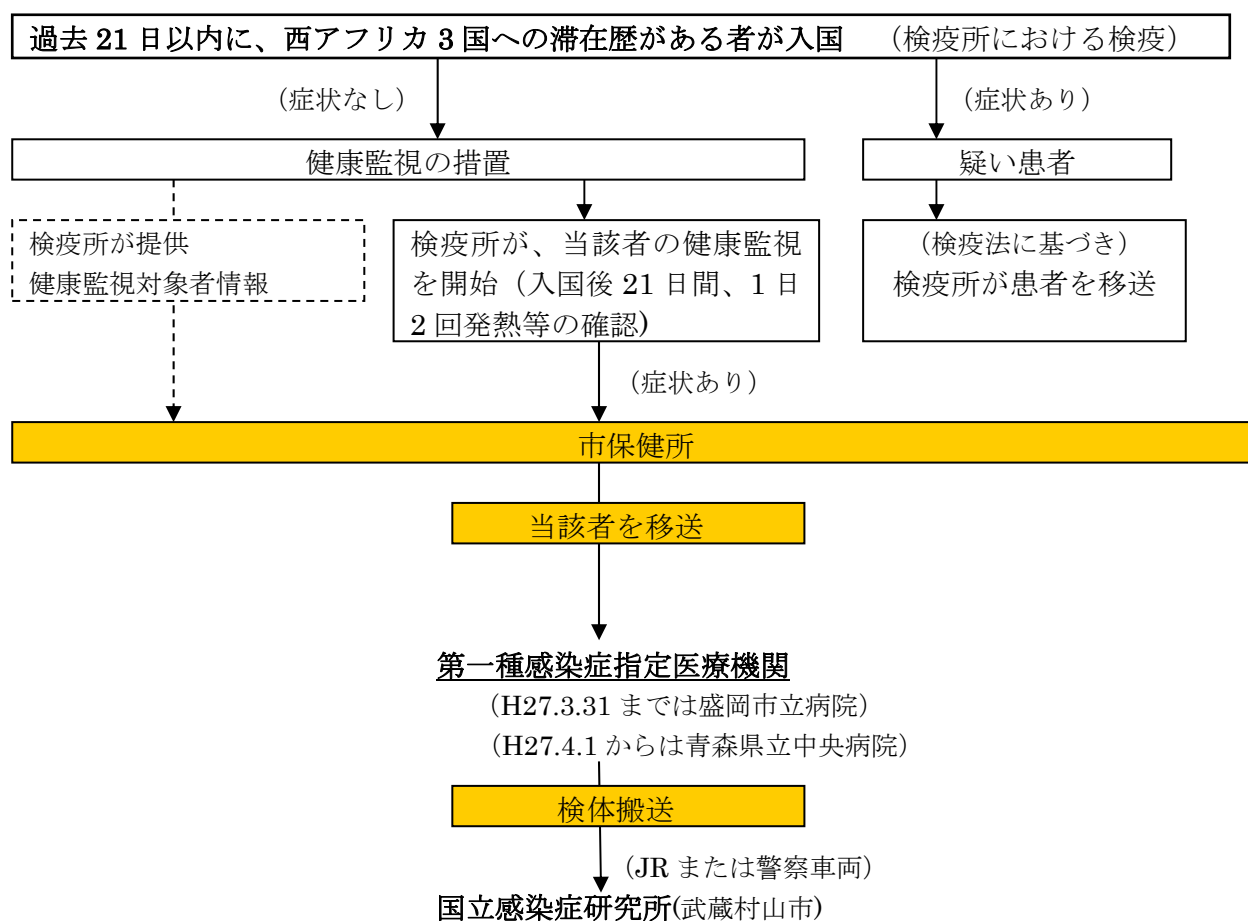 過去 21 日以内に、西アフリカ 3 国への滞在歴がある者が入国　（検疫所における検疫）
（症状なし）
（症状あり）
健康監視の措置
疑い患者
検疫所が提供
健康監視対象者情報
検疫所が、当該者の健康監視
を開始（入国後 21 日間、1 日
2 回発熱等の確認)
（検疫法に基づき）
検疫所が患者を移送
（症状あり）
市保健所
当該者を移送
第一種感染症指定医療機関
（H27.3.31 までは盛岡市立病院）
（H27.4.1 からは青森県立中央病院）
検体搬送
（JR または警察車両）
国立感染症研究所(武蔵村山市)